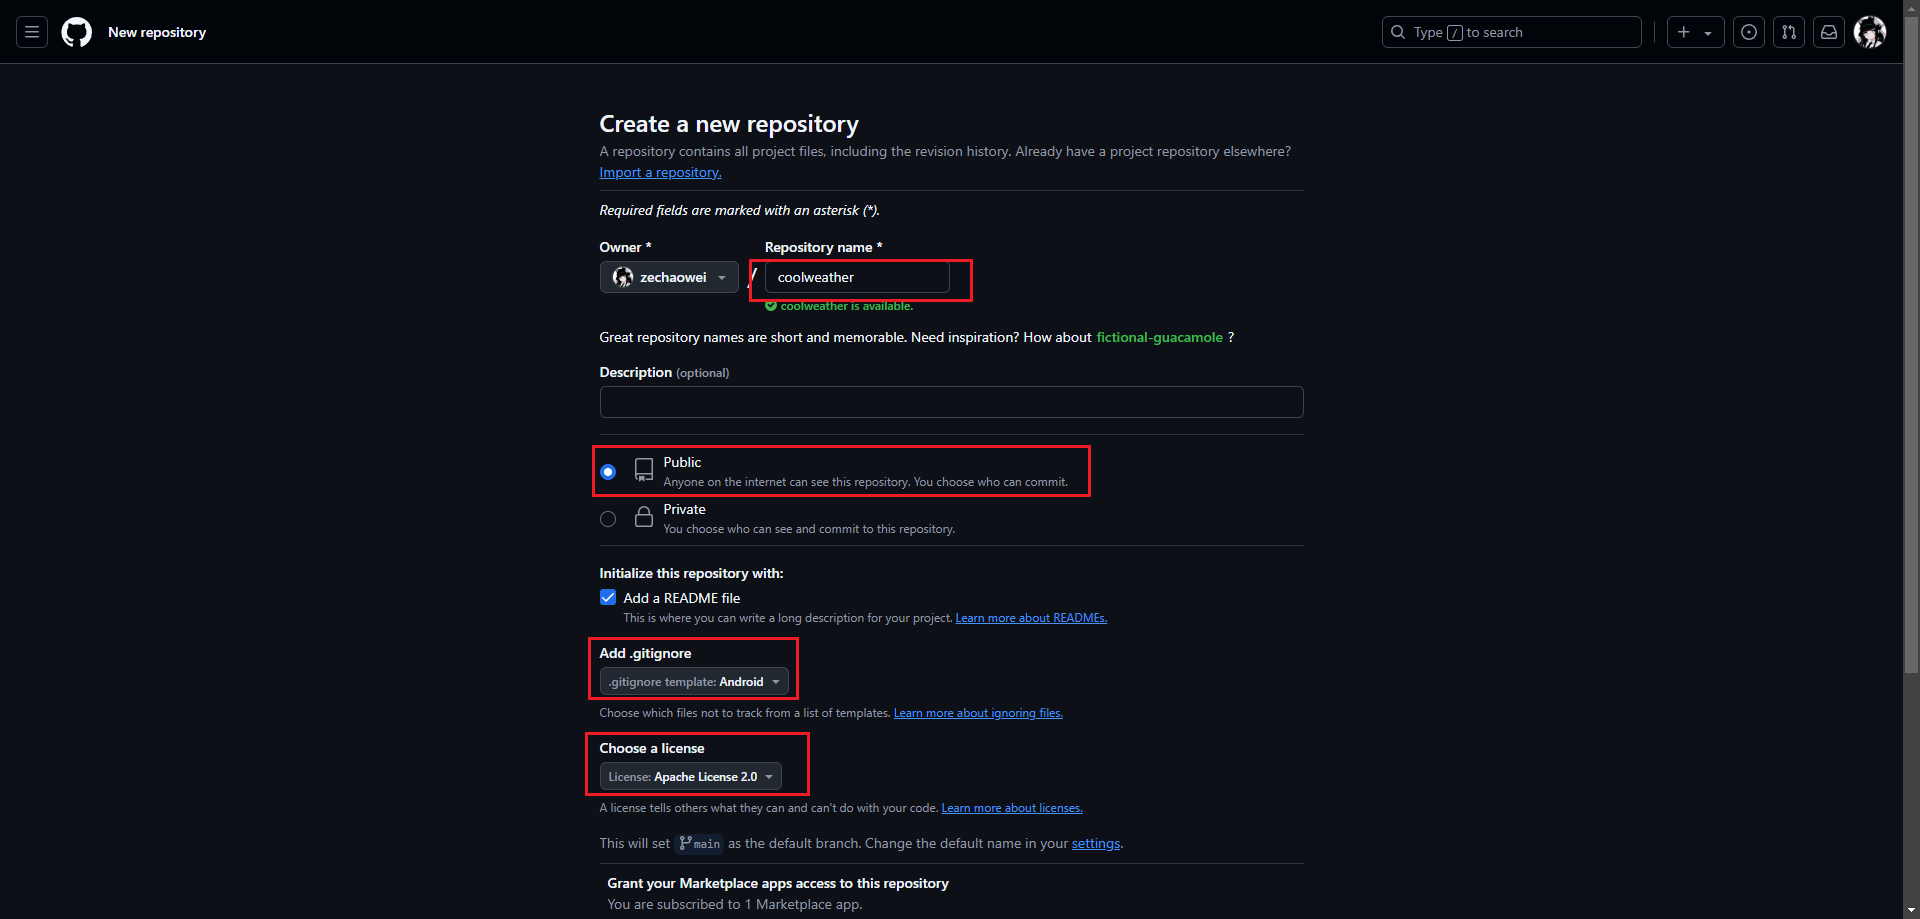 New repository
Type / to search
Create a new repository
A repository contains all project files, including the revision history. Already have a project repository elsewhere?
Import a repository.
Required fields are marked with an asterisk (*).
Owner * Repository name *
zechaowei / coolweather
coolweather is available.
Great repository names are short and memorable. Need inspiration? How about fictional-guacamole ?
Description (optional)
Public
Anyone on the internet can see this repository. You choose who can commit.
Private
You choose who can see and commit to this repository.
Initialize this repository with:
Add a README file
This is where you can write a long description for your project. Learn more about READMEs.
Add .gitignore
.gitignore template: Android
Choose which files not to track from a list of templates. Learn more about ignoring files.
Choose a license
License: Apache License 2.0
A license tells others what they can and can't do with your code. Learn more about licenses.
This will set main as the default branch. Change the default name in your settings.
Grant your Marketplace apps access to this repository
You are subscribed to 1 Marketplace app.